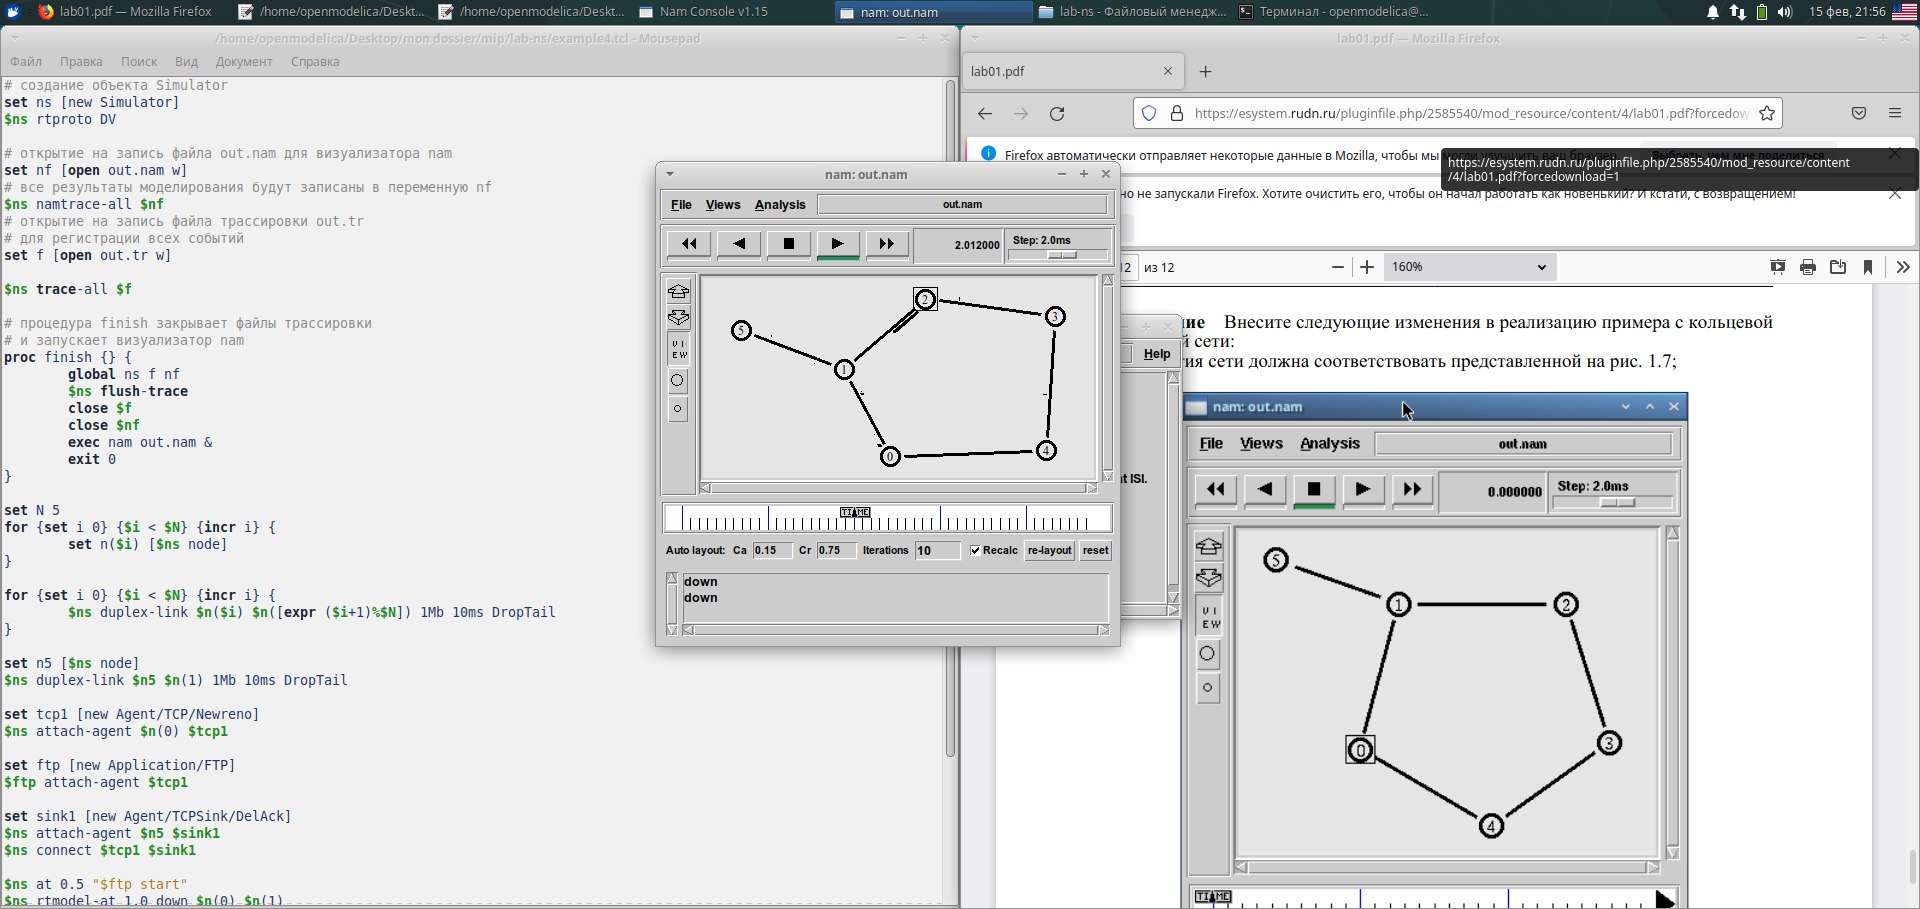 lab01.pdf — Mozilla Firefox
/home/openmodelica/Deskt...
/home/openmodelica/Deskt...
Nam Console v1.15
nam: out.nam
lab-ns - Файловый менедж...
Терминал - openmodelica@...
15 фев, 21:56
/home/openmodelica/Desktop/mon dossier/mip/lab-ns/example4.tcl - Mousepad
Файл Правка Поиск Вид Документ Справка
# создание объекта Simulator
set ns [new Simulator]
$ns rtproto DV
# открытие на запись файла out.nam для визуализатора nam
set nf [open out.nam w]
# все результаты моделирования будут записаны в переменную nf
$ns namtrace-all $nf
# открытие на запись файла трассировки out.tr
# для регистрации всех событий
set f [open out.tr w]
$ns trace-all $f
# процедура finish закрывает файлы трассировки
# и запускает визуализатор nam
proc finish {} {
global ns f nf
$ns flush-trace
close $f
close $nf
exec nam out.nam &
exit 0
}
set N 5
for {set i 0} {$i < $N} {incr i} {
set n($i) [$ns node]
}
for {set i 0} {$i < $N} {incr i} {
$ns duplex-link $n($i) $n([expr ($i+1)%$N]) 1Mb 10ms DropTail
}
set n5 [$ns node]
$ns duplex-link $n5 $n(1) 1Mb 10ms DropTail
set tcp1 [new Agent/TCP/Newreno]
$ns attach-agent $n(0) $tcp1
set ftp [new Application/FTP]
$ftp attach-agent $tcp1
set sink1 [new Agent/TCPSink/DelAck]
$ns attach-agent $n5 $sink1
$ns connect $tcp1 $sink1
$ns at 0.5 "$ftp start"
$ns rtmodel-at 1.0 down $n(0) $n(1)
nam: out.nam
File Views Analysis out.nam
2.012000 Step: 2.0ms
VI
EW
2
3
5
1
0
4
TIME
Auto layout: Ca 0.15 Cr 0.75 Iterations 10 Recalc re-layout reset
down
down
lab01.pdf — Mozilla Firefox
lab01.pdf
https://esystem.rudn.ru/pluginfile.php/2585540/mod_resource/content/4/lab01.pdf?forcedow
Firefox автоматически отправляет некоторые данные в Mozilla, чтобы мы
https://esystem.rudn.ru/pluginfile.php/2585540/mod_resource/content
/4/lab01.pdf?forcedownload=1
но не запускали Firefox. Хотите очистить его, чтобы он начал работать как новенький? И кстати, с возвращением!
12 из 12
160%
ие Внесите следующие изменения в реализацию примера с кольцевой
й сети:
ия сети должна соответствовать представленной на рис. 1.7;
Help
t ISI.
nam: out.nam
File Views Analysis out.nam
0.000000 Step: 2.0ms
VI
EW
5
1
2
0
3
4
TIME